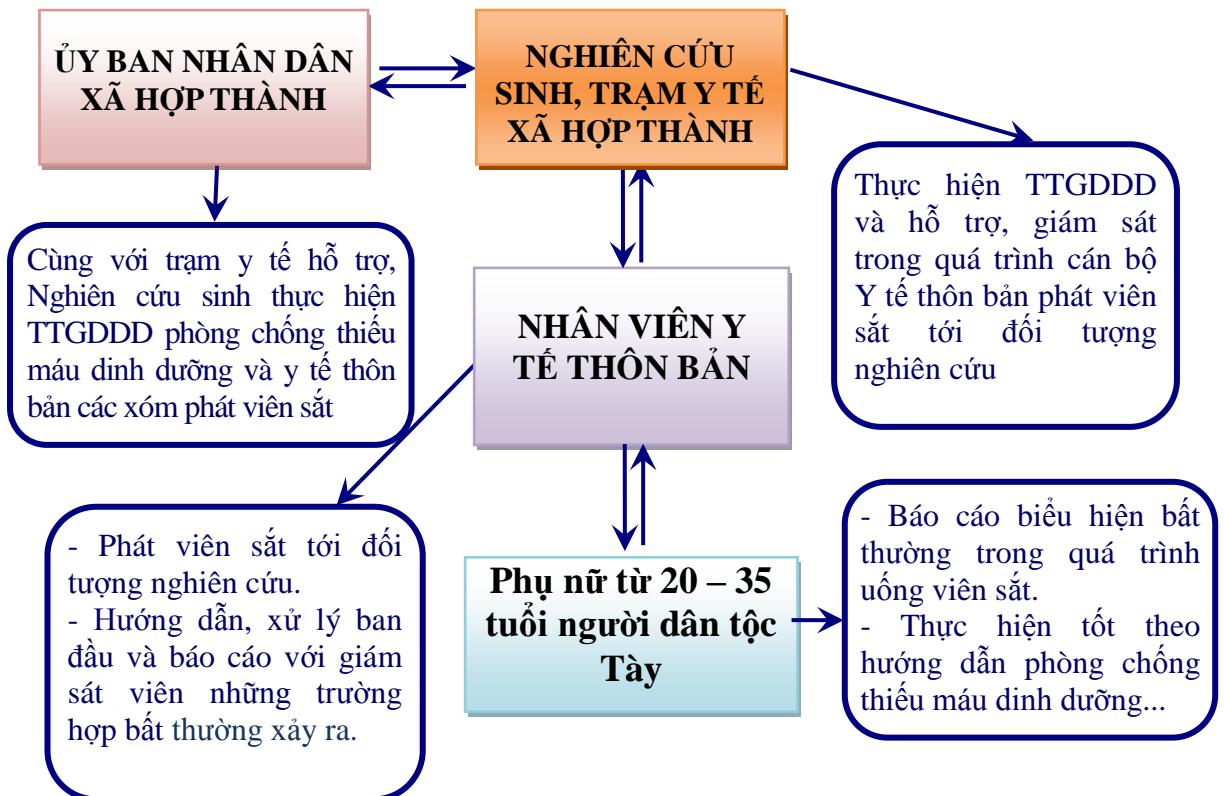 ỦY BAN NHÂN DÂN
XÃ HỢP THÀNH
NGHIÊN CỨU
SINH, TRẠM Y TẾ
XÃ HỢP THÀNH
Cùng với trạm y tế hỗ trợ,
Nghiên cứu sinh thực hiện
TTGDDD phòng chống thiếu
máu dinh dưỡng và y tế thôn
bản các xóm phát viên sắt
Thực hiện TTGDDD
và hỗ trợ, giám sát
trong quá trình cán bộ
Y tế thôn bản phát viên
sắt tới đối tượng
nghiên cứu
NHÂN VIÊN Y
TẾ THÔN BẢN
- Phát viên sắt tới đối
tượng nghiên cứu.
- Hướng dẫn, xử lý ban
đầu và báo cáo với giám
sát viên những trường
hợp bất thường xảy ra.
Phụ nữ từ 20 – 35
tuổi người dân tộc
Tày
- Báo cáo biểu hiện bất
thường trong quá trình
uống viên sắt.
- Thực hiện tốt theo
hướng dẫn phòng chống
thiếu máu dinh dưỡng...